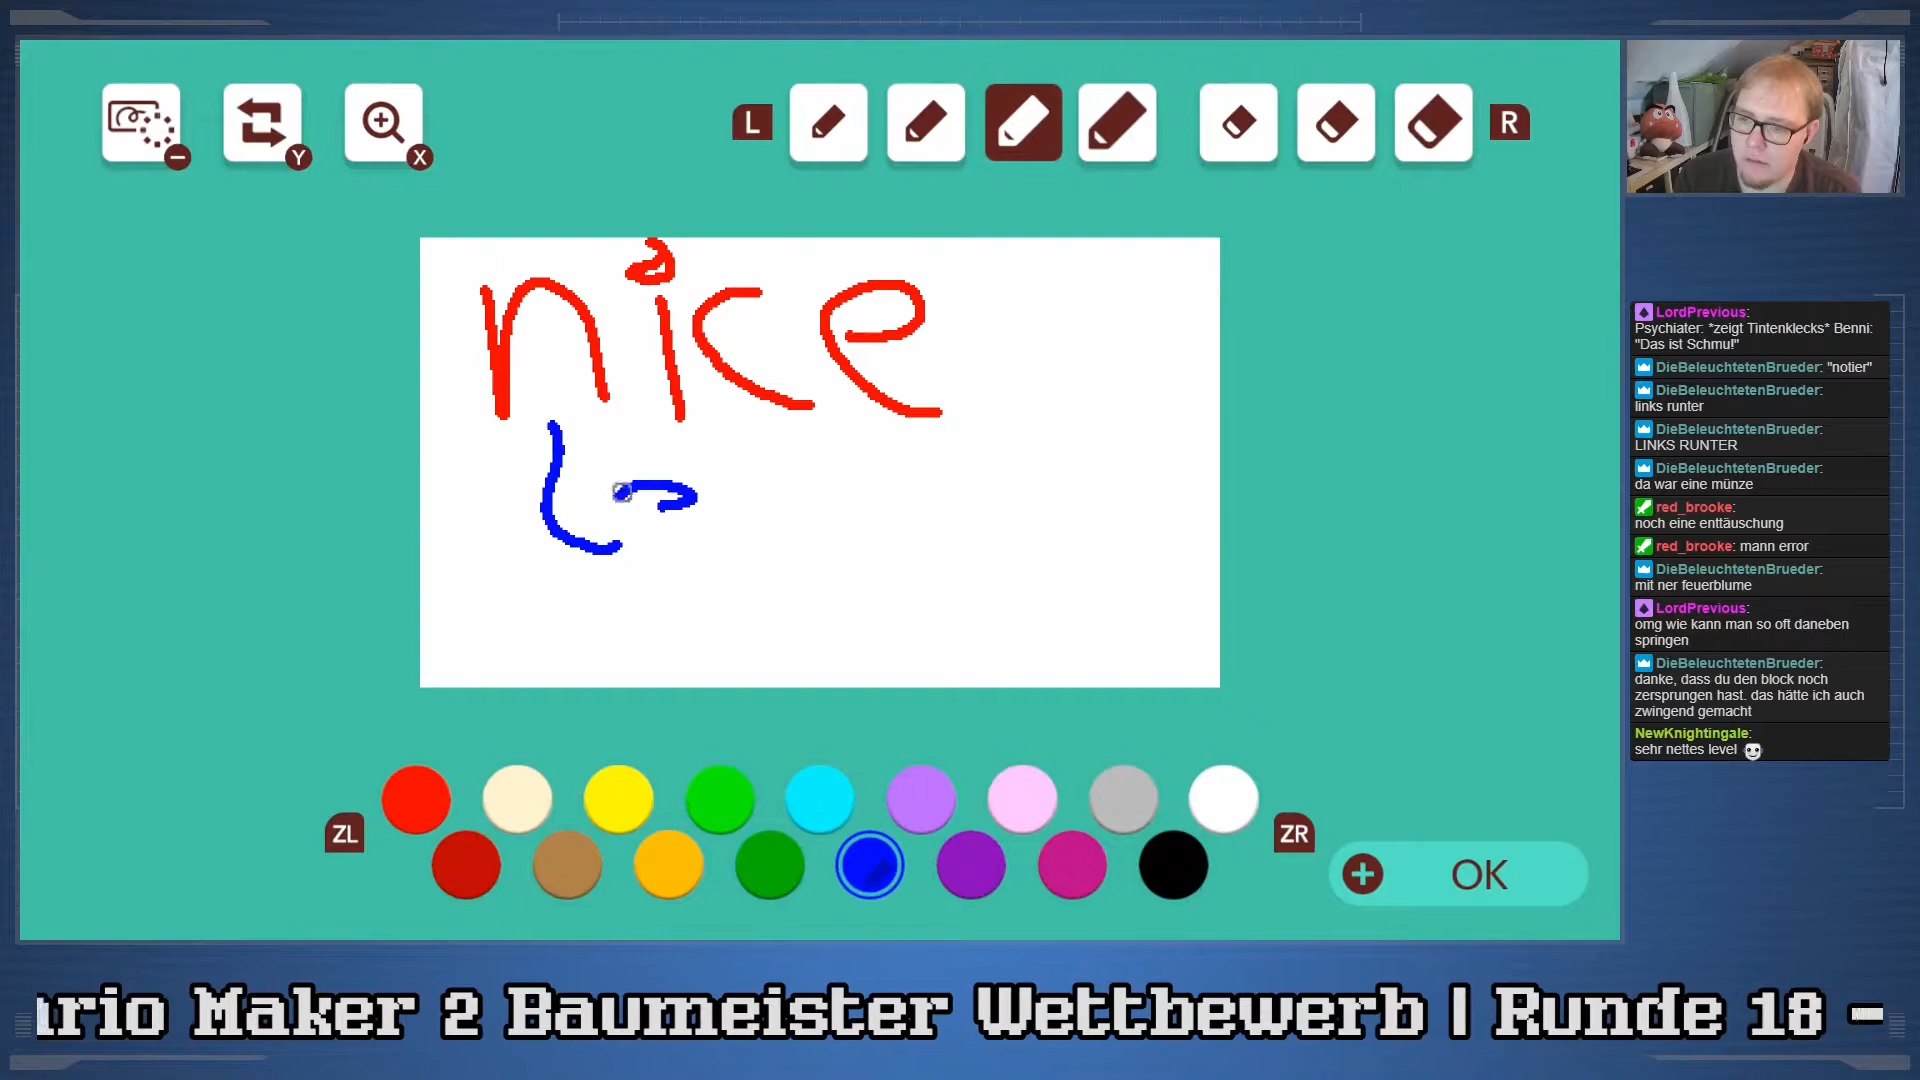 L
R
Y
X
nice
L
ZL
ZR
OK
LordPrevious:
Psychiater: *zeigt Tintenklecks* Benni:
"Das ist Schmu!"
DieBeleuchtetenBrueder: "notier"
DieBeleuchtetenBrueder:
links runter
DieBeleuchtetenBrueder:
LINKS RUNTER
DieBeleuchtetenBrueder:
da war eine münze
red_brooke:
noch eine enttäuschung
red_brooke: mann error
DieBeleuchtetenBrueder:
mit ner feuerblume
LordPrevious:
omg wie kann man so oft daneben
springen
DieBeleuchtetenBrueder:
danke, dass du den block noch
zersprungen hast. das hätte ich auch
zwingend gemacht
NewKnightingale:
sehr nettes level
ario Maker 2 Baumeister Wettbewerb | Runde 18 -